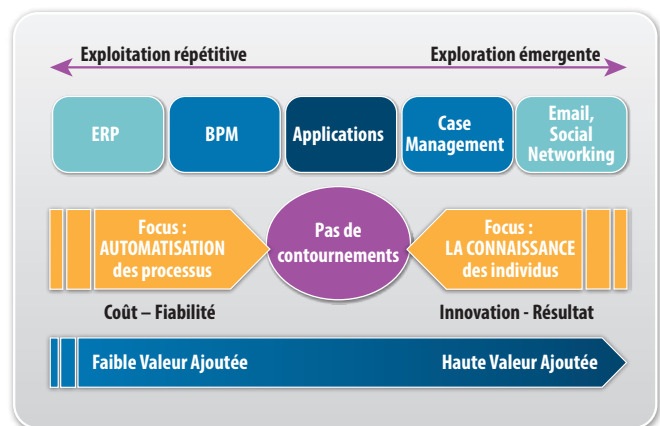 Exploitation répétitive
Exploration émergente
ERP
BPM
Applications
Case
Management
Email,
Social
Networking
Focus :
AUTOMATISATION
des processus
Pas de
contournements
Focus :
LA CONNAISSANCE
des individus
Coût – Fiabilité
Innovation - Résultat
Faible Valeur Ajoutée
Haute Valeur Ajoutée